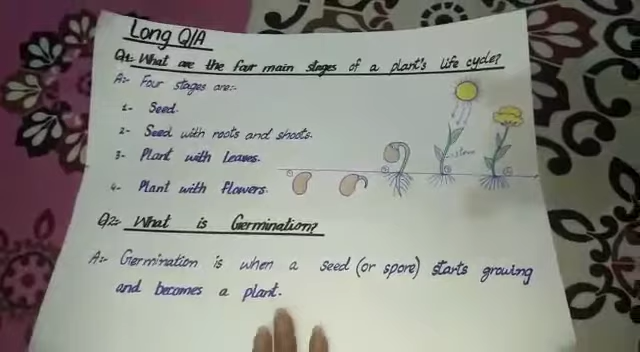 Long Q/A
Q1:- What are the four main stages of a plant's life cycle?
A:- Four stages are:-
1- Seed.
2- Seed with roots and shoots.
3- Plant with Leaves.
4- Plant with flowers.
Q2:- What is Germination?
A:- Germination is when a seed (or spore) starts growing
and becomes a plant.